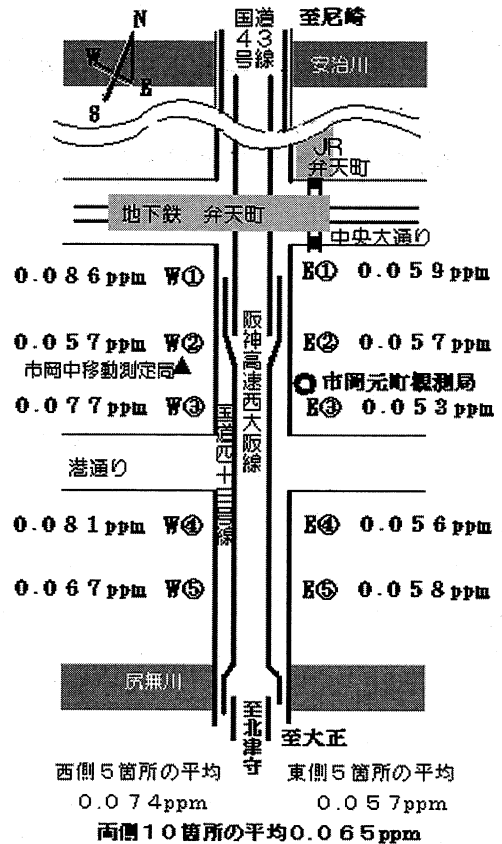 国道43号線
至尼崎
N
W
E
S
安治川
JR
弁天町
地下鉄 弁天町
中央大通り
0.086ppm W①
E① 0.059ppm
阪神高速西大阪線
0.057ppm W②
E② 0.057ppm
市岡中移動測定局▲
市岡元町観測局
0.077ppm W③
E③ 0.053ppm
国道四十三号線
港通り
0.081ppm W④
E④ 0.056ppm
0.067ppm W⑤
E⑤ 0.058ppm
尻無川
至北津守
至大正
西側5箇所の平均
0.074ppm
東側5箇所の平均
0.057ppm
両側10箇所の平均0.065ppm